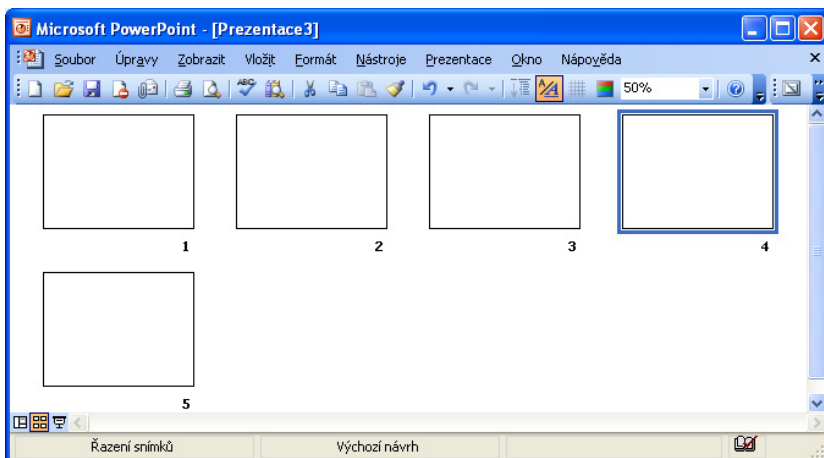 Microsoft PowerPoint - [Prezentace3]
Soubor Úpravy Zobrazit Vložit Formát Nástroje Prezentace Okno Nápověda
ABC 50%
1 2 3 4
5
Řazení snímků Výchozí návrh